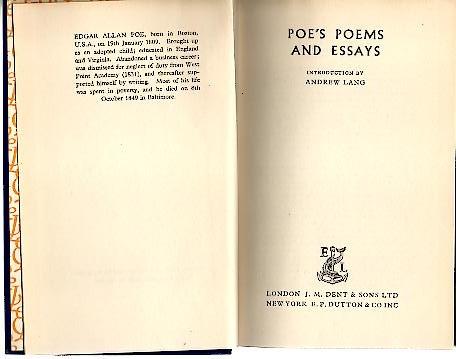 EDGAR ALLAN POE, born in Boston,
U.S.A., on 19th January 1809. Brought up
as an adopted child; educated in England
and Virginia. Abandoned a business career;
was dismissed for neglect of duty from West
Point Academy (1831), and thereafter sup-
ported himself by writing. Most of his life
was spent in poverty, and he died on 6th
October 1849 in Baltimore.
POE'S POEMS
AND ESSAYS
INTRODUCTION BY
ANDREW LANG
E L
LONDON J. M. DENT & SONS LTD
NEW YORK E. P. DUTTON & CO INC